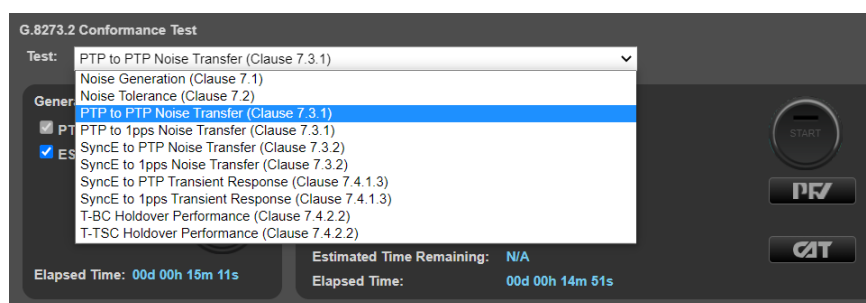 G.8273.2 Conformance Test
Test: PTP to PTP Noise Transfer (Clause 7.3.1)
Noise Generation (Clause 7.1)
Noise Tolerance (Clause 7.2)
PTP to PTP Noise Transfer (Clause 7.3.1)
PTP to 1pps Noise Transfer (Clause 7.3.1)
SyncE to PTP Noise Transfer (Clause 7.3.2)
SyncE to 1pps Noise Transfer (Clause 7.3.2)
SyncE to PTP Transient Response (Clause 7.4.1.3)
SyncE to 1pps Transient Response (Clause 7.4.1.3)
T-BC Holdover Performance (Clause 7.4.2.2)
T-TSC Holdover Performance (Clause 7.4.2.2)
Gener
PT
ES
Elapsed Time: 00d 00h 15m 11s
Estimated Time Remaining: N/A
Elapsed Time: 00d 00h 14m 51s
START
PFV
CAT